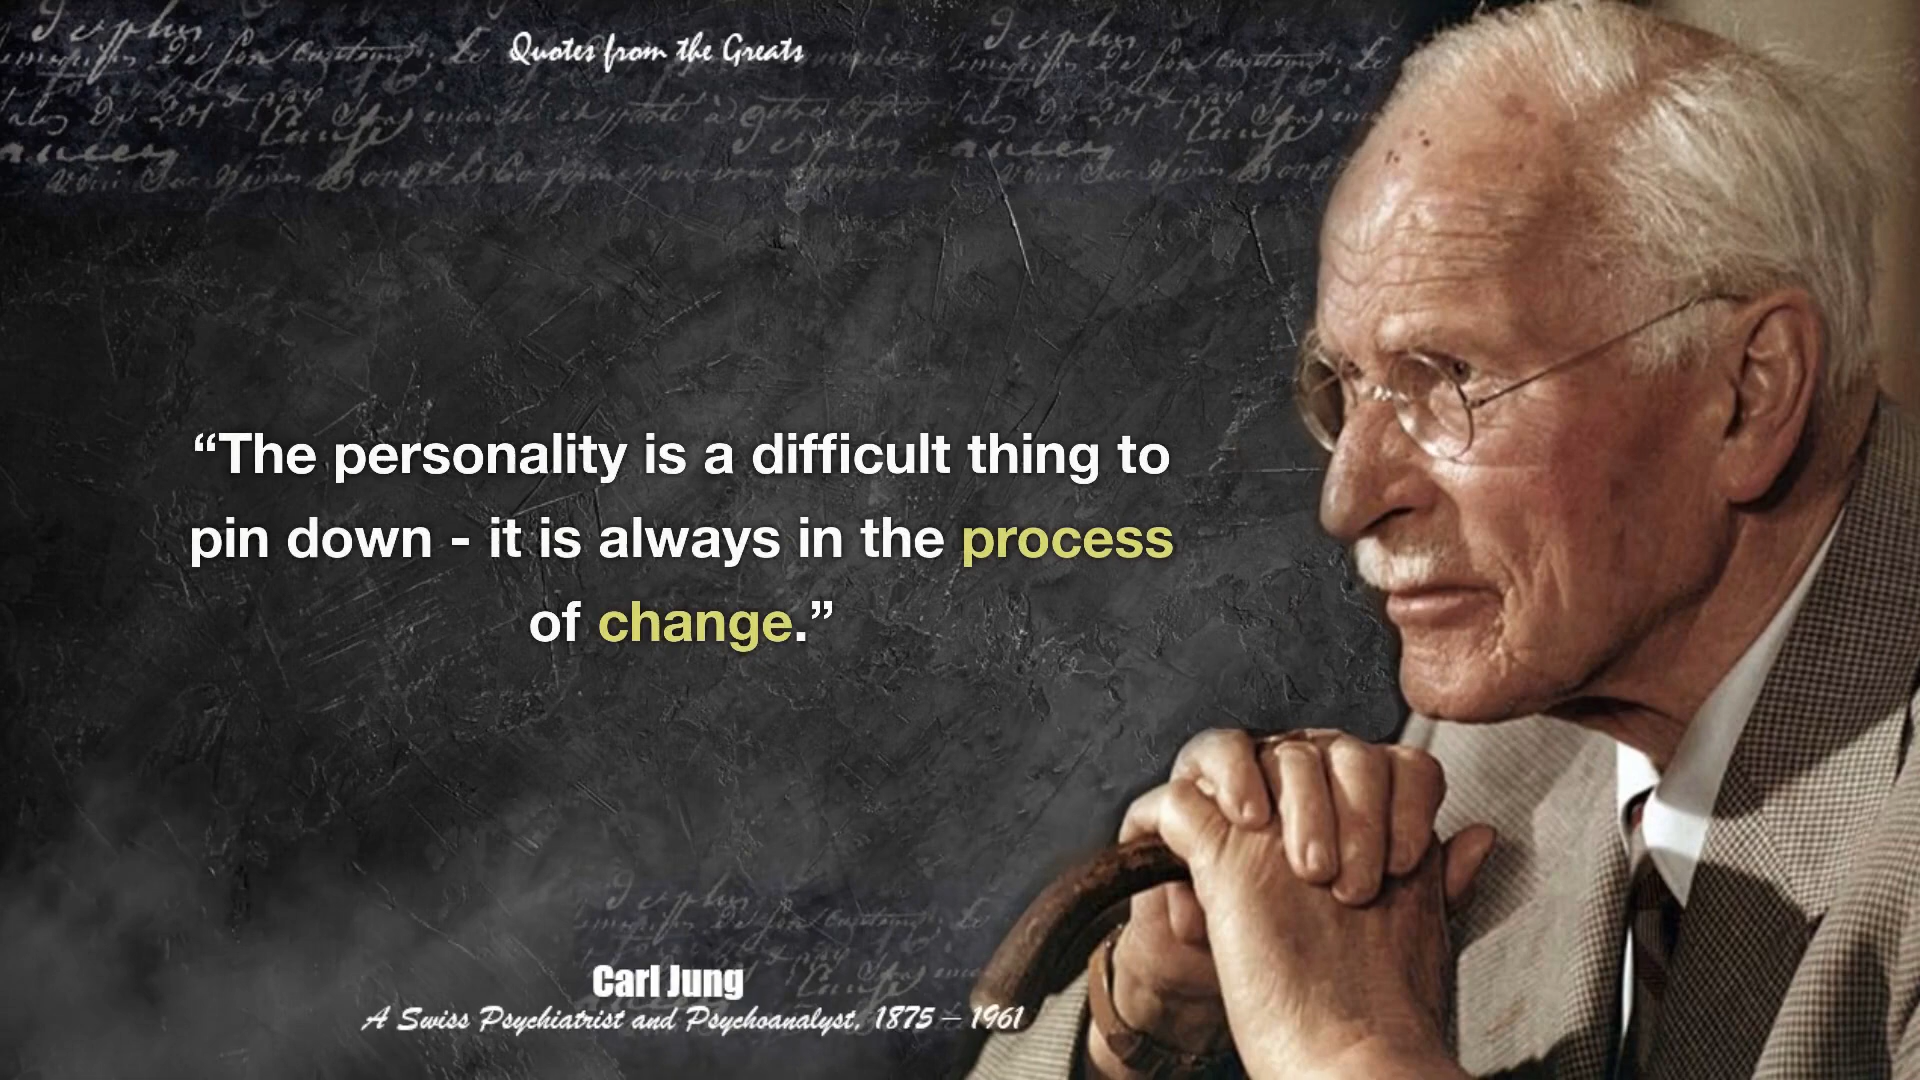 Quotes from the Greats
“The personality is a difficult thing to
pin down - it is always in the process
of change.”
Carl Jung
A Swiss Psychiatrist and Psychoanalyst, 1875 – 1961